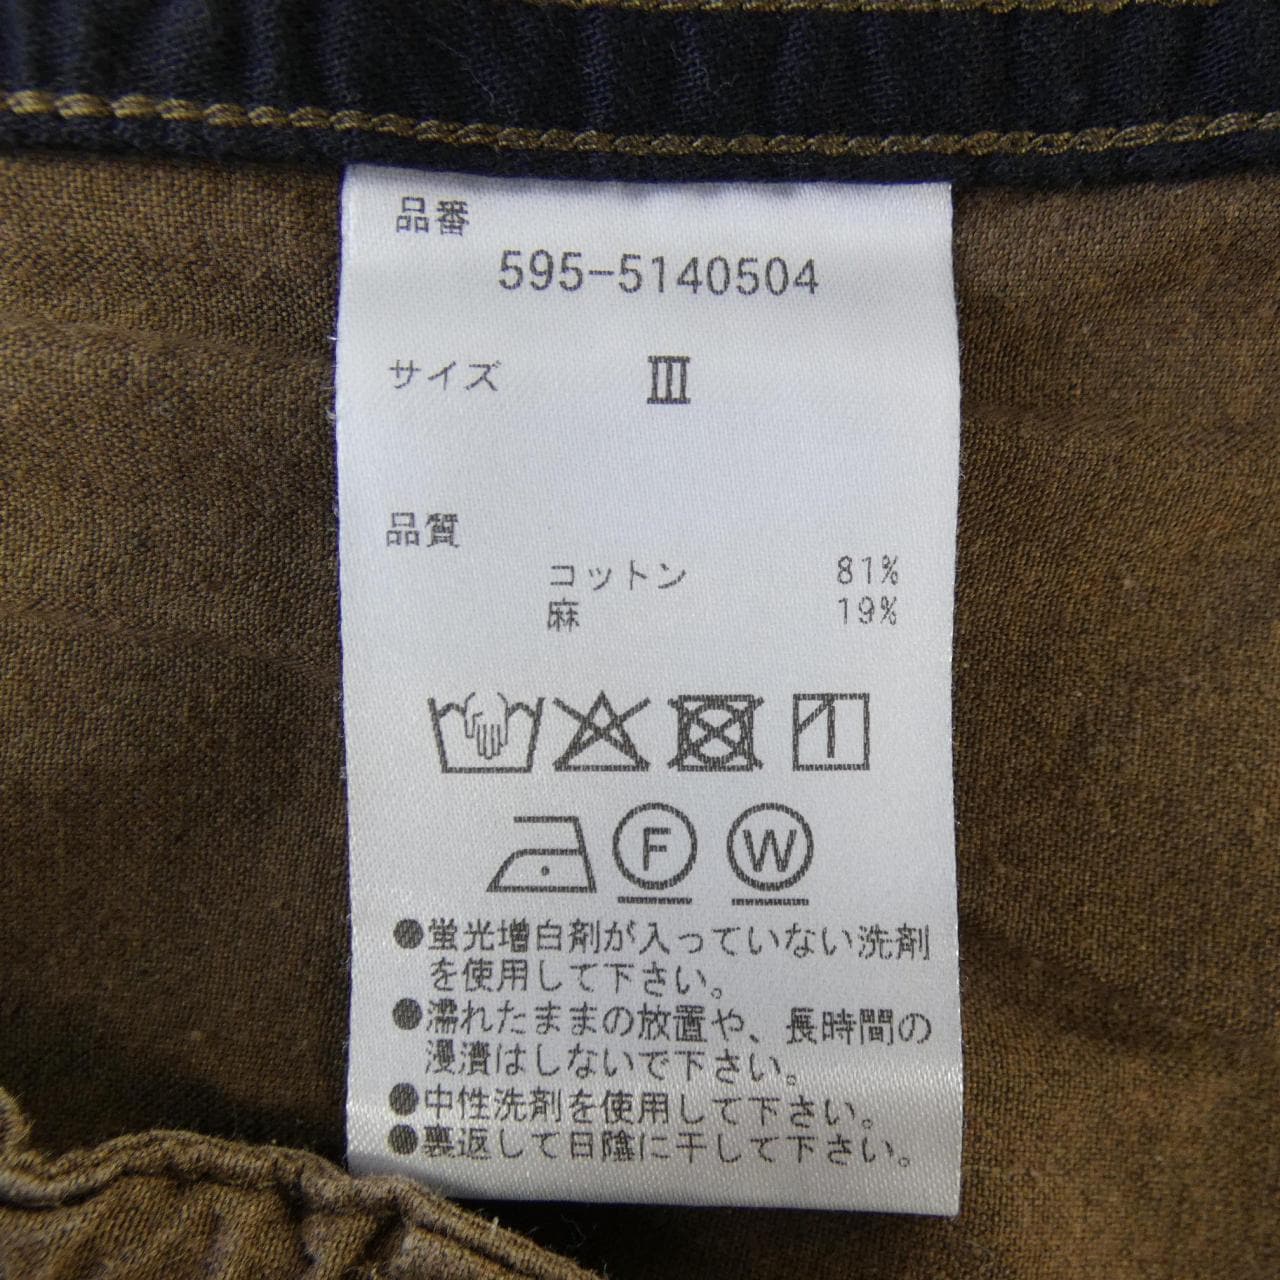 品番
595-5140504
サイズ Ⅲ
品質
コットン 81%
麻 19%
F W
●蛍光増白剤が入っていない洗剤
を使用して下さい。
●濡れたままの放置や、長時間の
浸漬はしないで下さい。
●中性洗剤を使用して下さい。
●裏返して日陰に干して下さい。